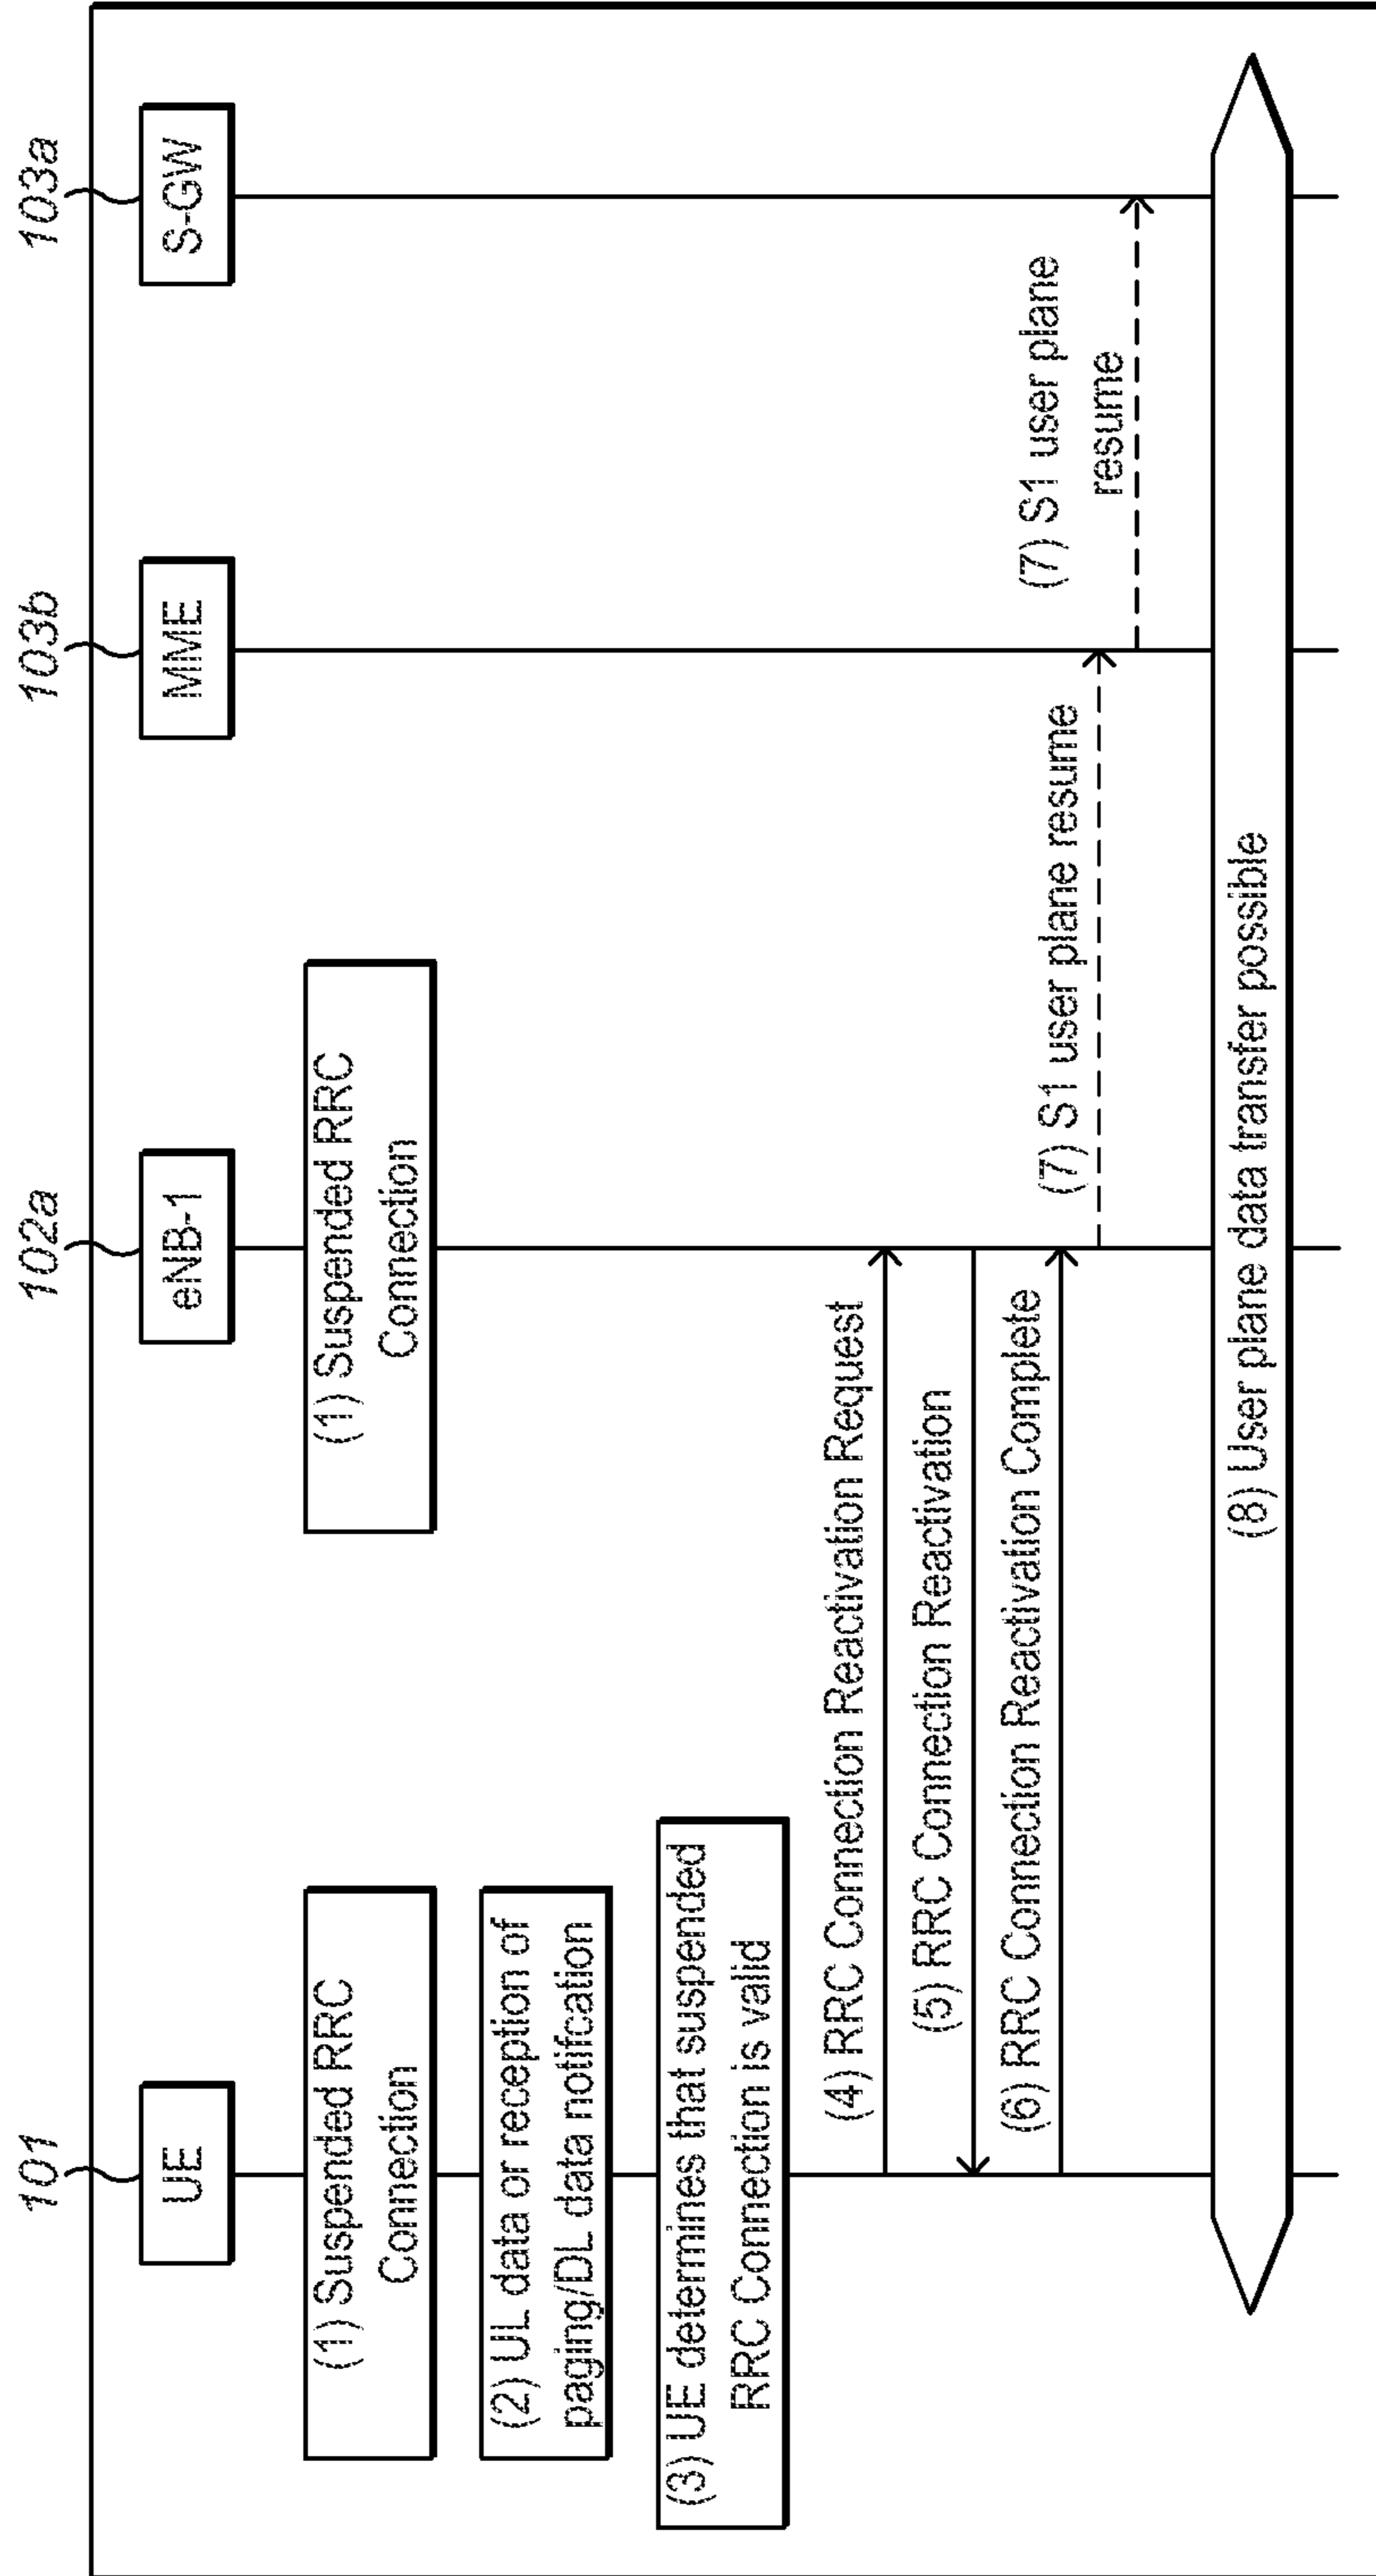 101
102a
103b
103a
UE
eNB-1
MME
S-GW
(1) Suspended RRC
Connection
(1) Suspended RRC
Connection
(2) UL data or reception of
paging/DL data notifcation
(3) UE determines that suspended
RRC Connection is valid
(4) RRC Connection Reactivation Request
(5) RRC Connection Reactivation
(6) RRC Connection Reactivation Complete
(7) S1 user plane resume
(7) S1 user plane
resume
(8) User plane data transfer possible